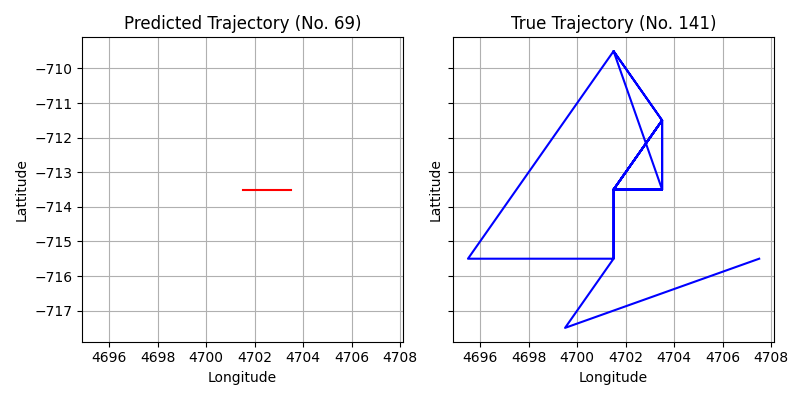 Predicted Trajectory (No. 69)
True Trajectory (No. 141)
−710
−711
−712
−713
−714
−715
−716
−717
Lattitude
Lattitude
4696 4698 4700 4702 4704 4706 4708
4696 4698 4700 4702 4704 4706 4708
Longitude
Longitude